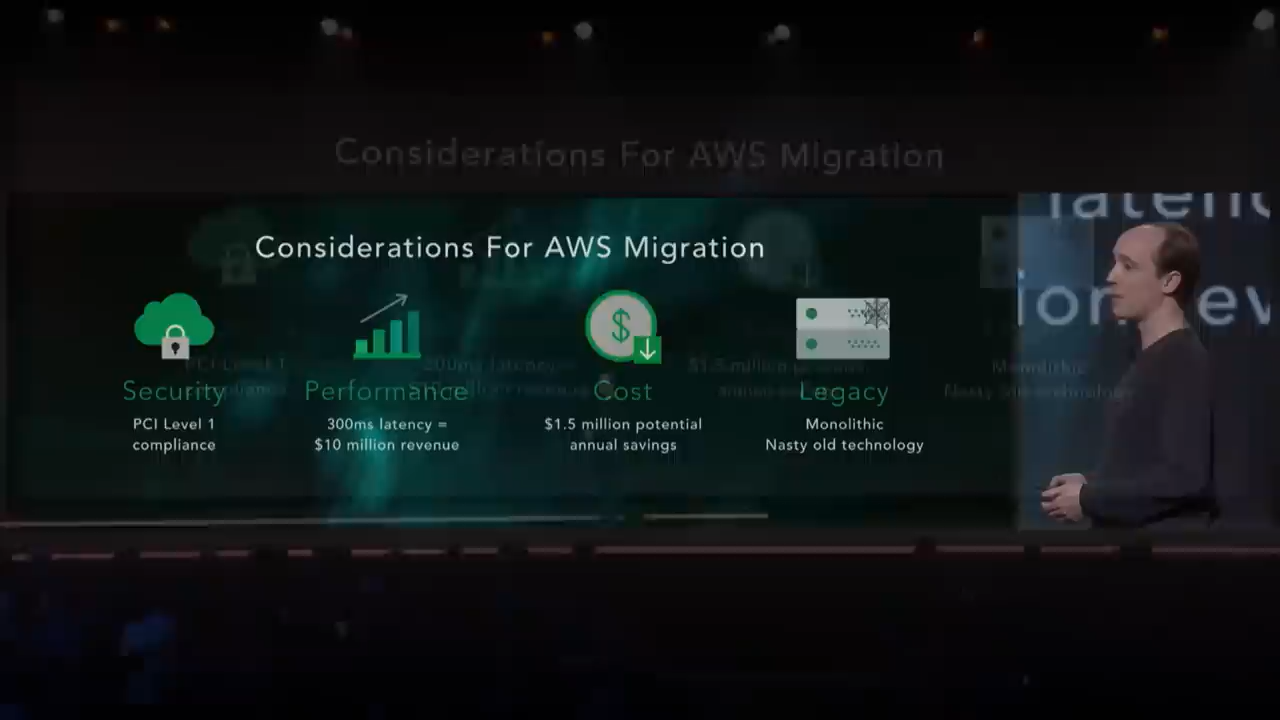 Considerations For AWS Migration
Considerations For AWS Migration
Security
PCI Level 1
compliance
Performance
300ms latency =
$10 million revenue
Cost
$1.5 million potential
annual savings
Legacy
Monolithic
Nasty old technology